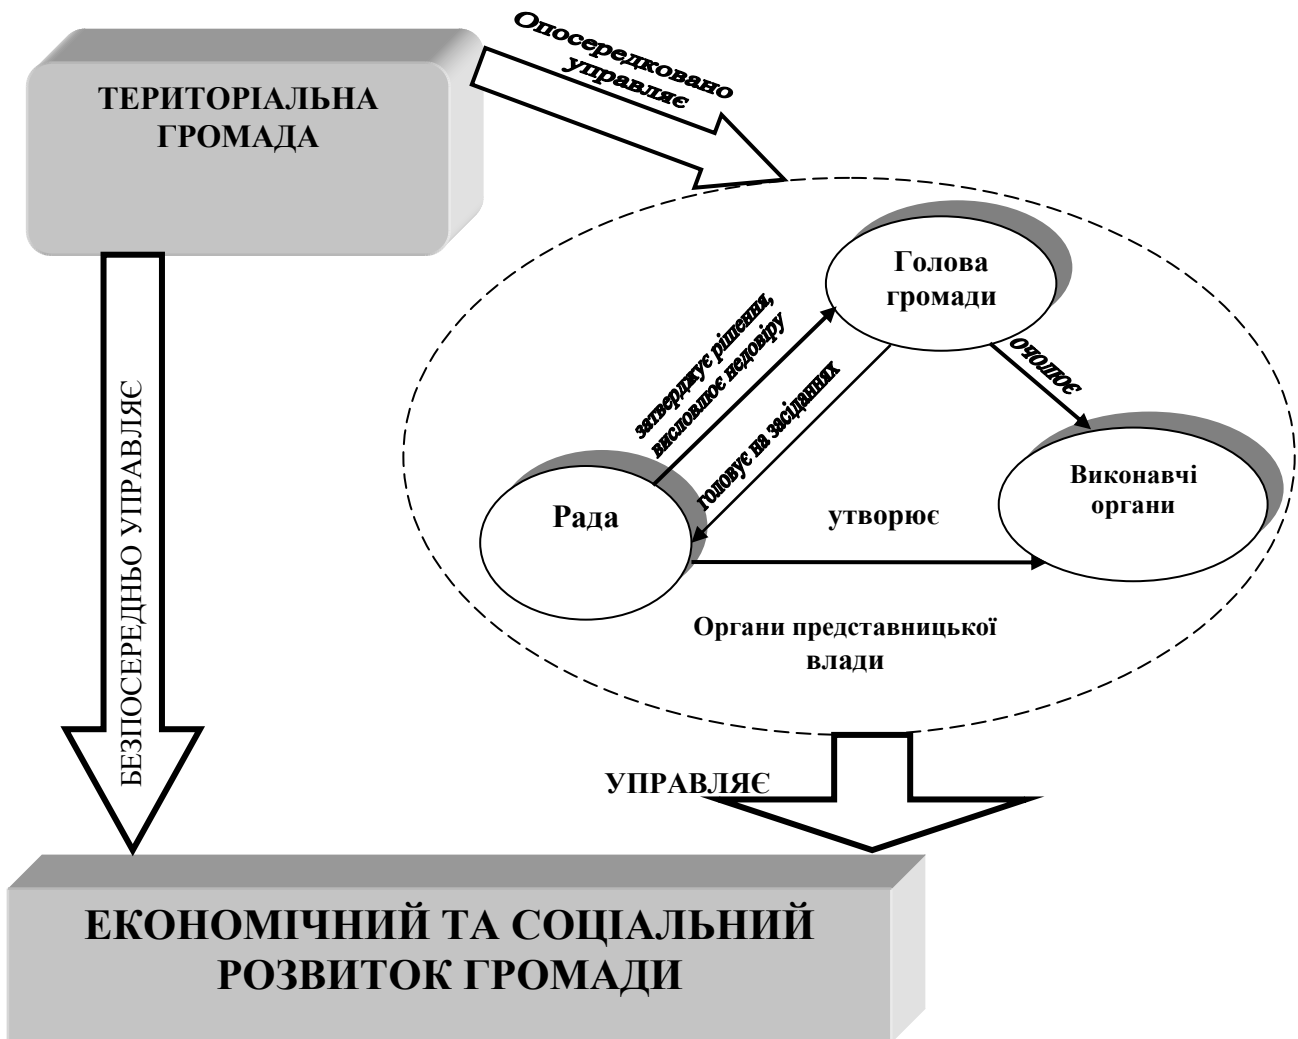 Опосередковано
управляє
ТЕРИТОРІАЛЬНА
ГРОМАДА
Голова
громади
затверджує рішення,
висловлює недовіру
головує на засіданнях
очолює
Рада
Виконавчі
органи
утворює
Органи представницької
влади
БЕЗПОСЕРЕДНЬО УПРАВЛЯЄ
УПРАВЛЯЄ
ЕКОНОМІЧНИЙ ТА СОЦІАЛЬНИЙ
РОЗВИТОК ГРОМАДИ